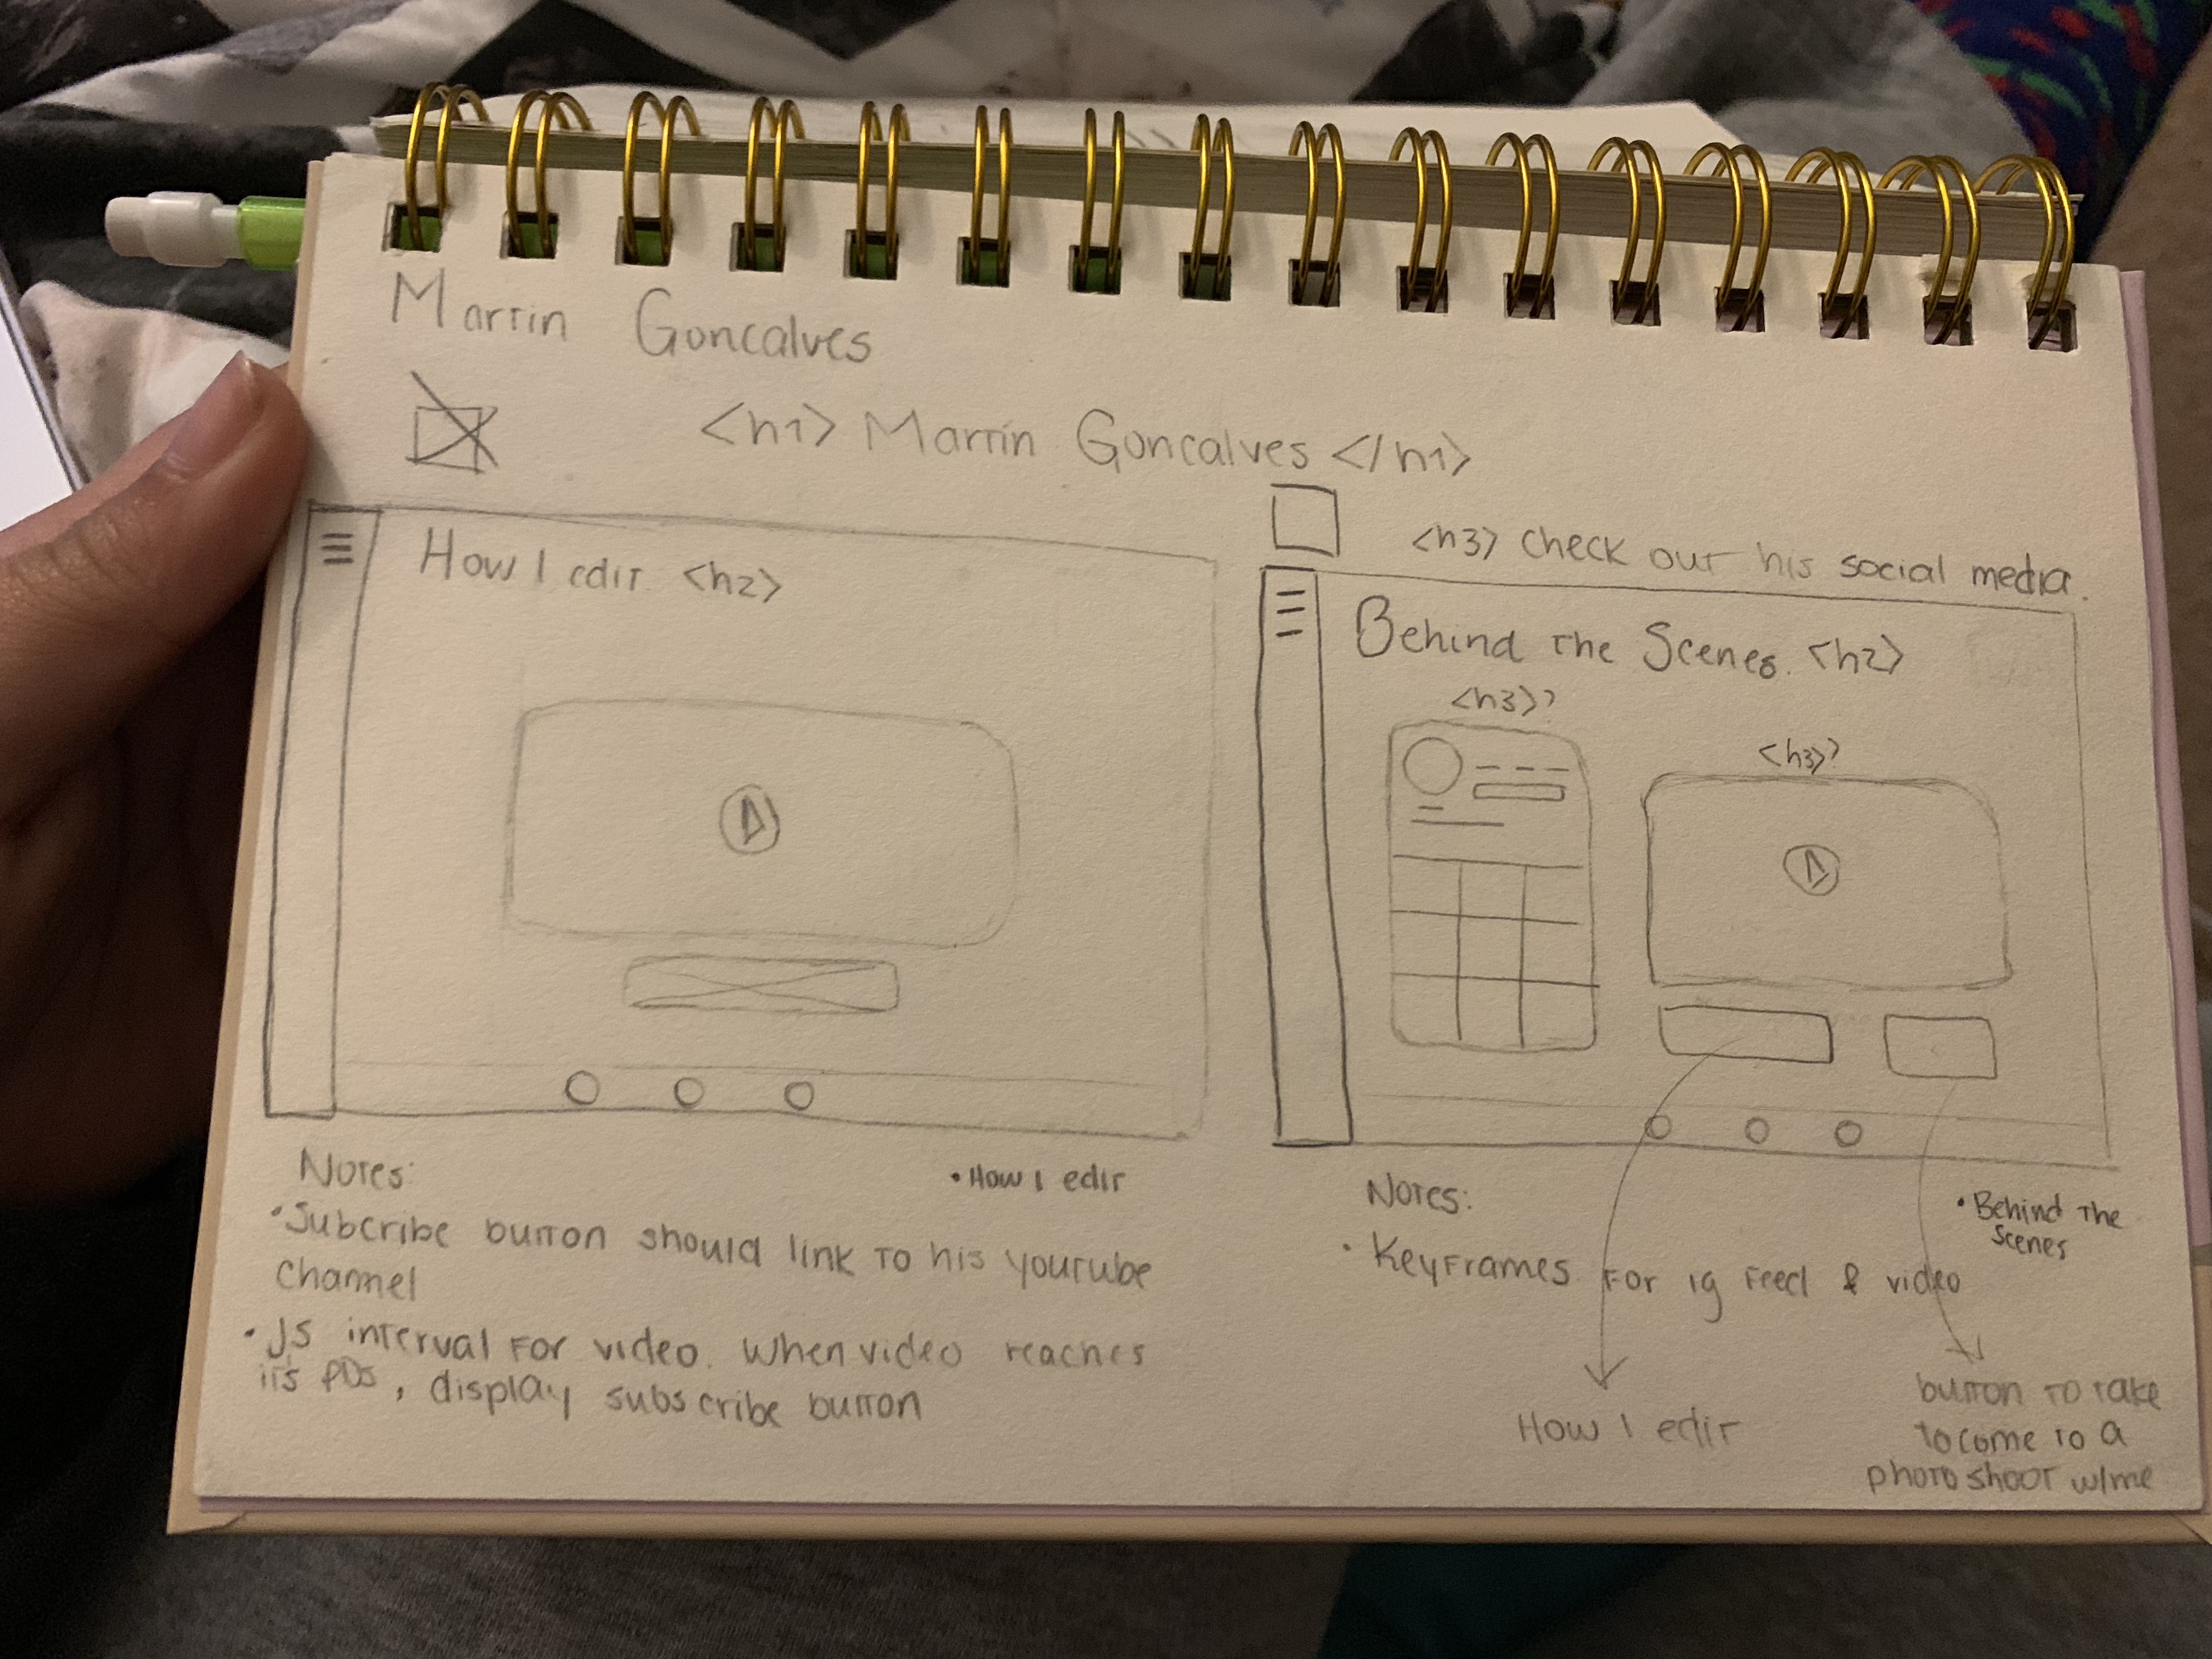 Martin Goncalves
<h1> Martin Goncalves </h1>
How I edit. <h2>
Notes:
• Subcribe button should link to his youtube
channel
• JS interval for video. When video reaches
its pos, display subscribe button
• How I edit
<h3> check out his social media.
Behind the Scenes. <h2>
<h3>?
<h3>?
Notes:
• Keyframes for ig feed & video
• Behind the
Scenes
How I edit
button to take
to come to a
photo shoot w/me